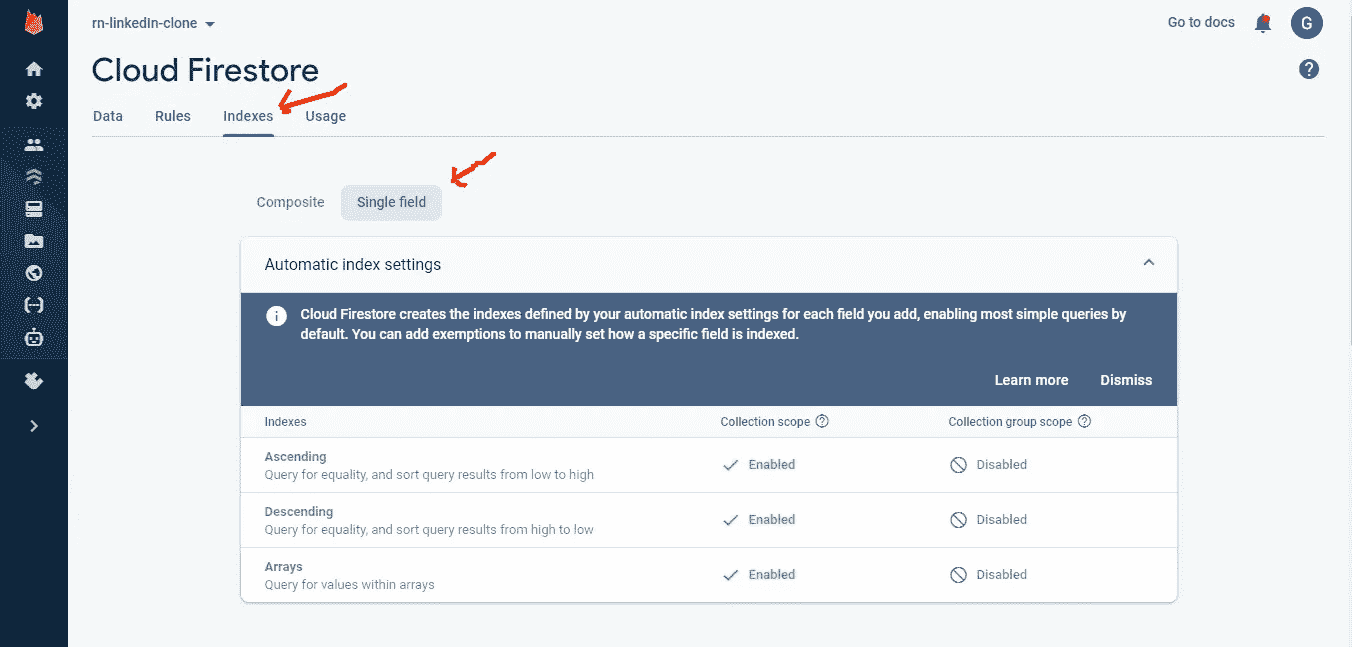 rn-linkedIn-clone
Go to docs
G
Cloud Firestore
?
Data Rules Indexes Usage
Composite Single field
Automatic index settings
i
Cloud Firestore creates the indexes defined by your automatic index settings for each field you add, enabling most simple queries by
default. You can add exemptions to manually set how a specific field is indexed.
Learn more Dismiss
Indexes Collection scope ? Collection group scope ?
Ascending
Query for equality, and sort query results from low to high
Enabled Disabled
Descending
Query for equality, and sort query results from high to low
Enabled Disabled
Arrays
Query for values within arrays
Enabled Disabled